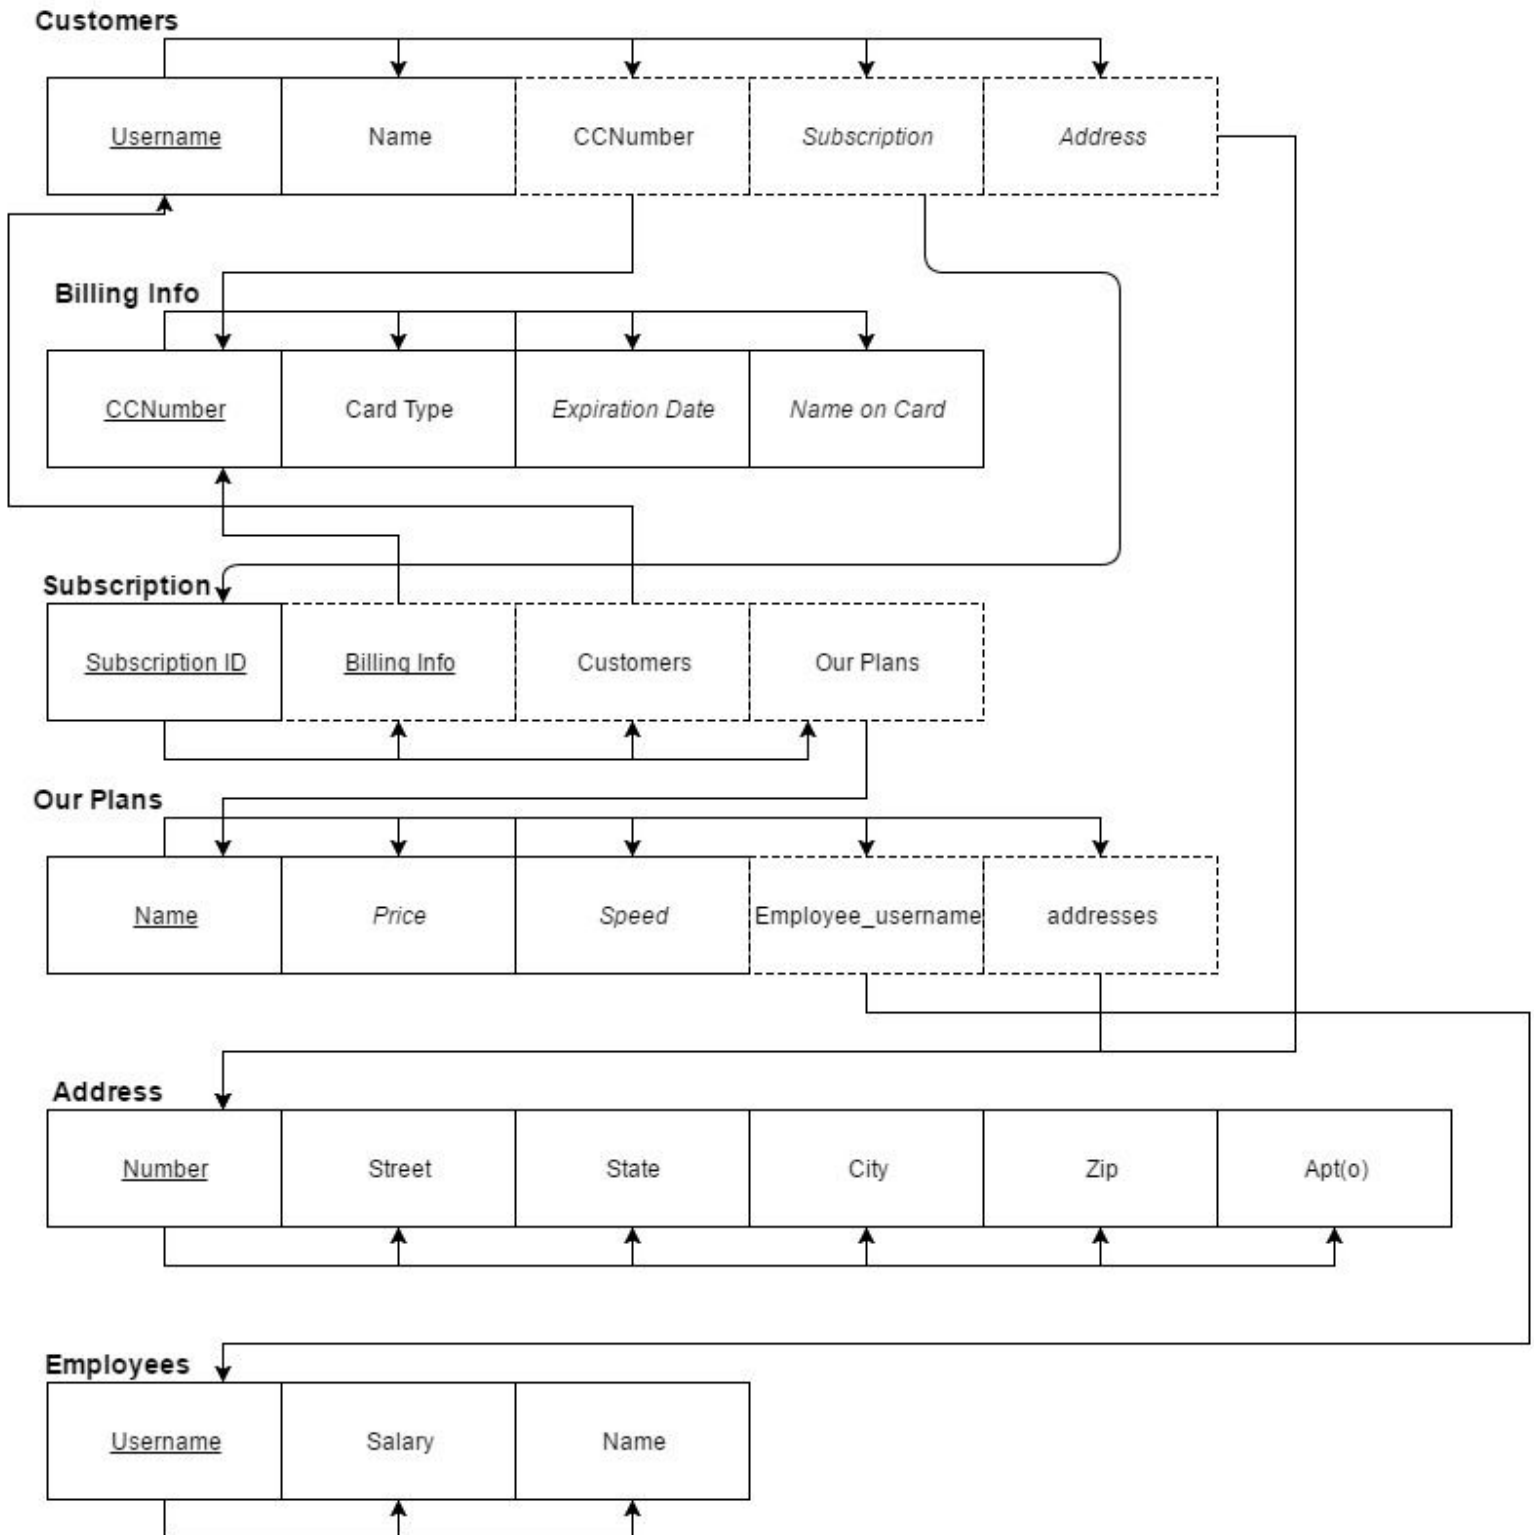 Customers
Username Name CCNumber Subscription Address
Billing Info
CCNumber Card Type Expiration Date Name on Card
Subscription
Subscription ID Billing Info Customers Our Plans
Our Plans
Name Price Speed Employee_username addresses
Address
Number Street State City Zip Apt(o)
Employees
Username Salary Name